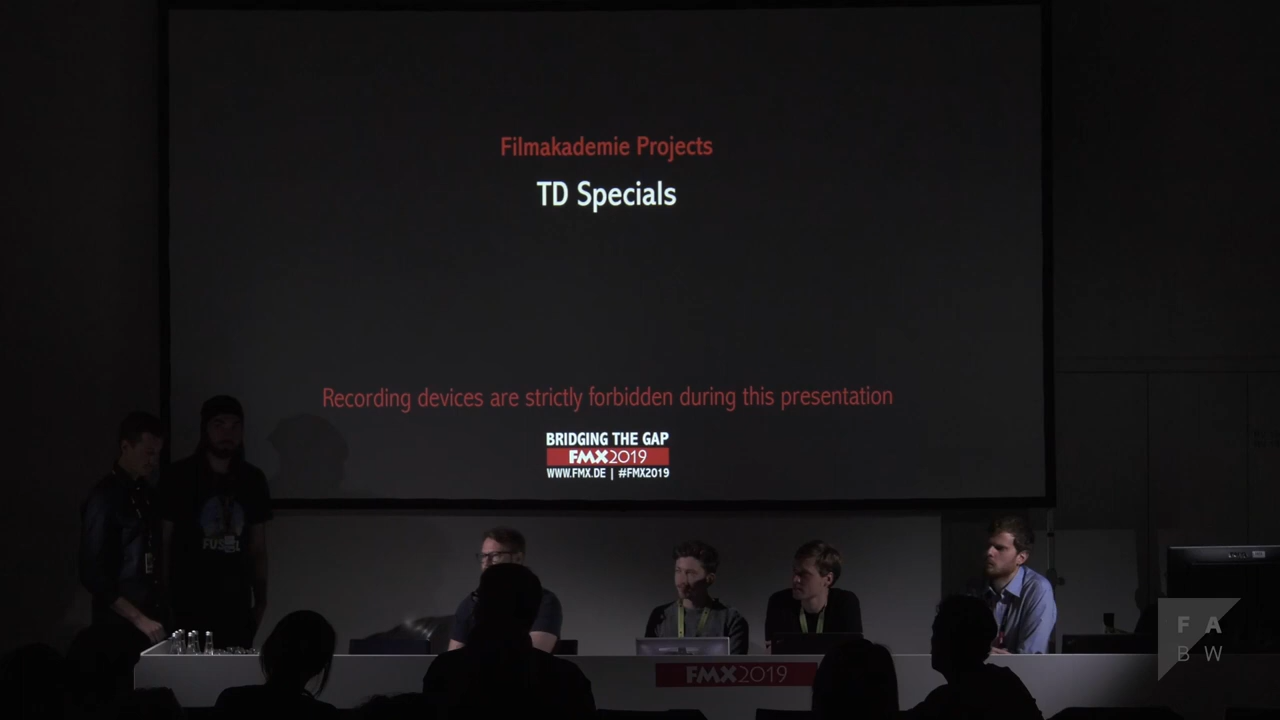 Filmakademie Projects
TD Specials
Recording devices are strictly forbidden during this presentation
BRIDGING THE GAP
FMX2019
WWW.FMX.DE | #FMX2019
FMX2019
F A
B W